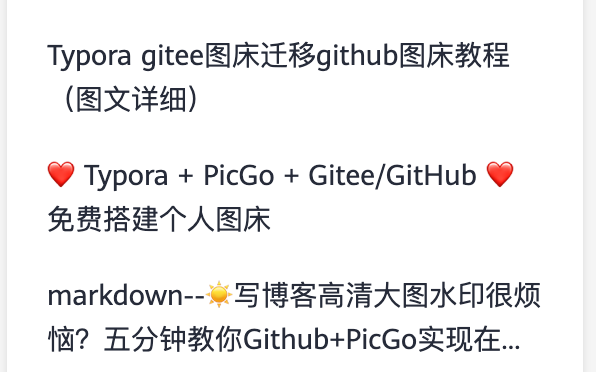 Typora gitee图床迁移github图床教程
（图文详细）
❤️ Typora + PicGo + Gitee/GitHub ❤️
免费搭建个人图床
markdown--☀️写博客高清大图水印很烦
恼？五分钟教你Github+PicGo实现在...